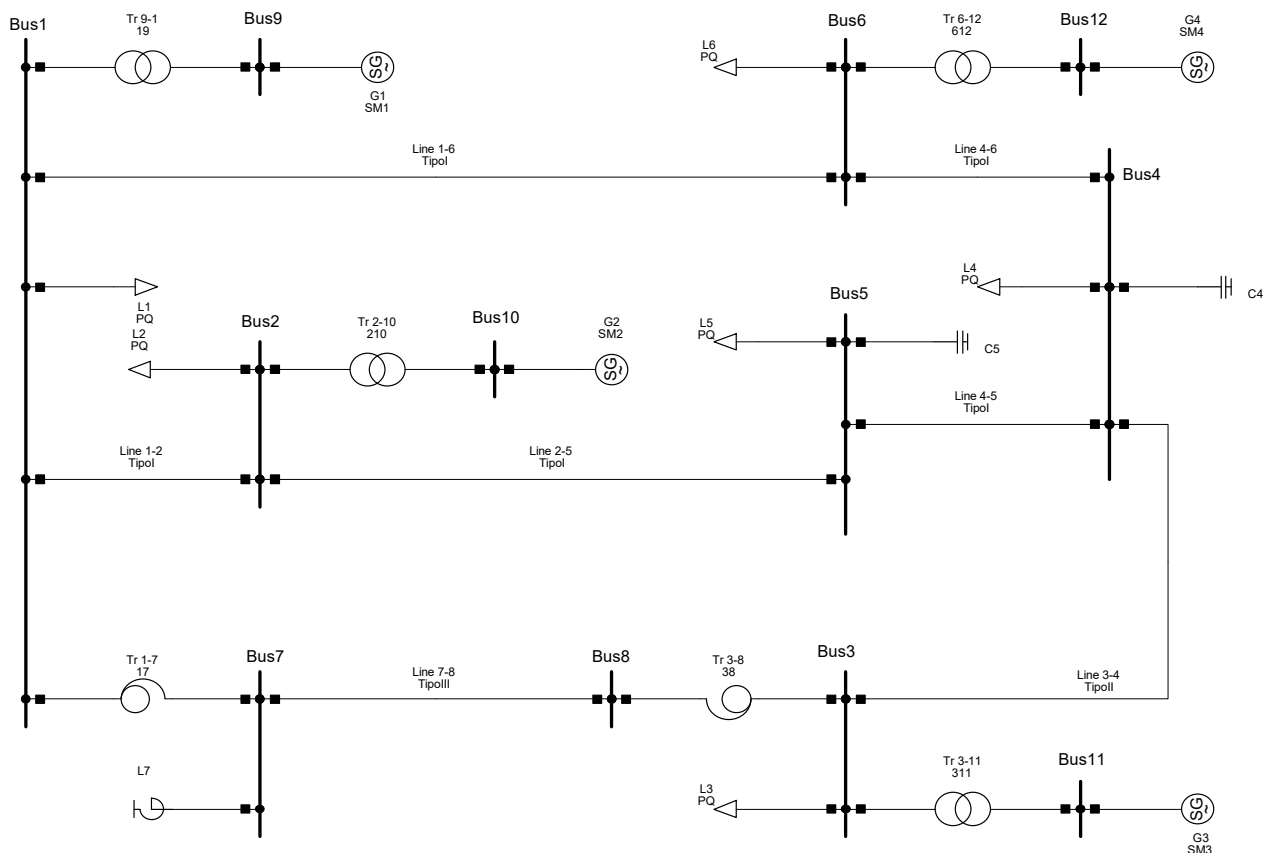 Bus1
Tr 9-1
19
Bus9
SG~
G1
SM1
L6
PQ
Bus6
Tr 6-12
612
Bus12
G4
SM4
SG~
Line 1-6
TipoI
Line 4-6
TipoI
Bus4
L1
PQ
L2
PQ
Bus2
Tr 2-10
210
Bus10
G2
SM2
SG~
L5
PQ
Bus5
C5
L4
PQ
C4
Line 4-5
TipoI
Line 1-2
TipoI
Line 2-5
TipoI
Tr 1-7
17
Bus7
Line 7-8
TipoIII
Bus8
Tr 3-8
38
Bus3
Line 3-4
TipoII
L7
L3
PQ
Tr 3-11
311
Bus11
SG~
G3
SM3